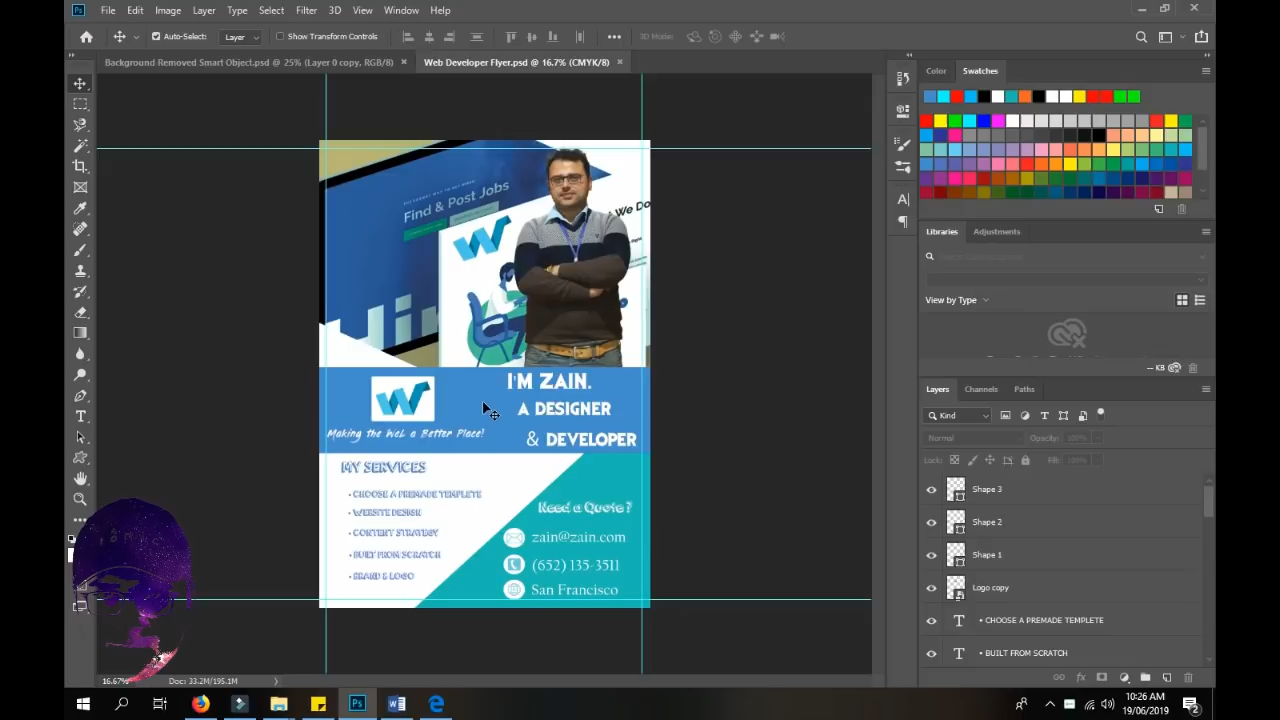 File Edit Image Layer Type Select Filter 3D View Window Help
Auto-Select: Layer Show Transform Controls 3D Mode:
Background Removed Smart Object.psd @ 25% (Layer 0 copy, RGB/8) × Web Developer Flyer.psd @ 16.7% (CMYK/8) ×
Color Swatches
Find & Post Jobs
We Do
I'M ZAIN.
A DESIGNER
& DEVELOPER
Making the Web a Better Place!
MY SERVICES
• CHOOSE A PREMADE TEMPLETE
• WEBSITE DESIGN
• CONTENT STRATEGY
• BUILT FROM SCRATCH
• BRAND & LOGO
Need a Quote ?
zain@zain.com
(652) 135-3511
San Francisco
Libraries Adjustments
View by Type
-- KB
Layers Channels Paths
Kind
Normal Opacity: 100%
Lock: Fill: 100%
Shape 3
Shape 2
Shape 1
Logo copy
T • CHOOSE A PREMADE TEMPLETE
T • BUILT FROM SCRATCH
16.67% Doc: 33.2M/195.1M
10:26 AM
19/06/2019